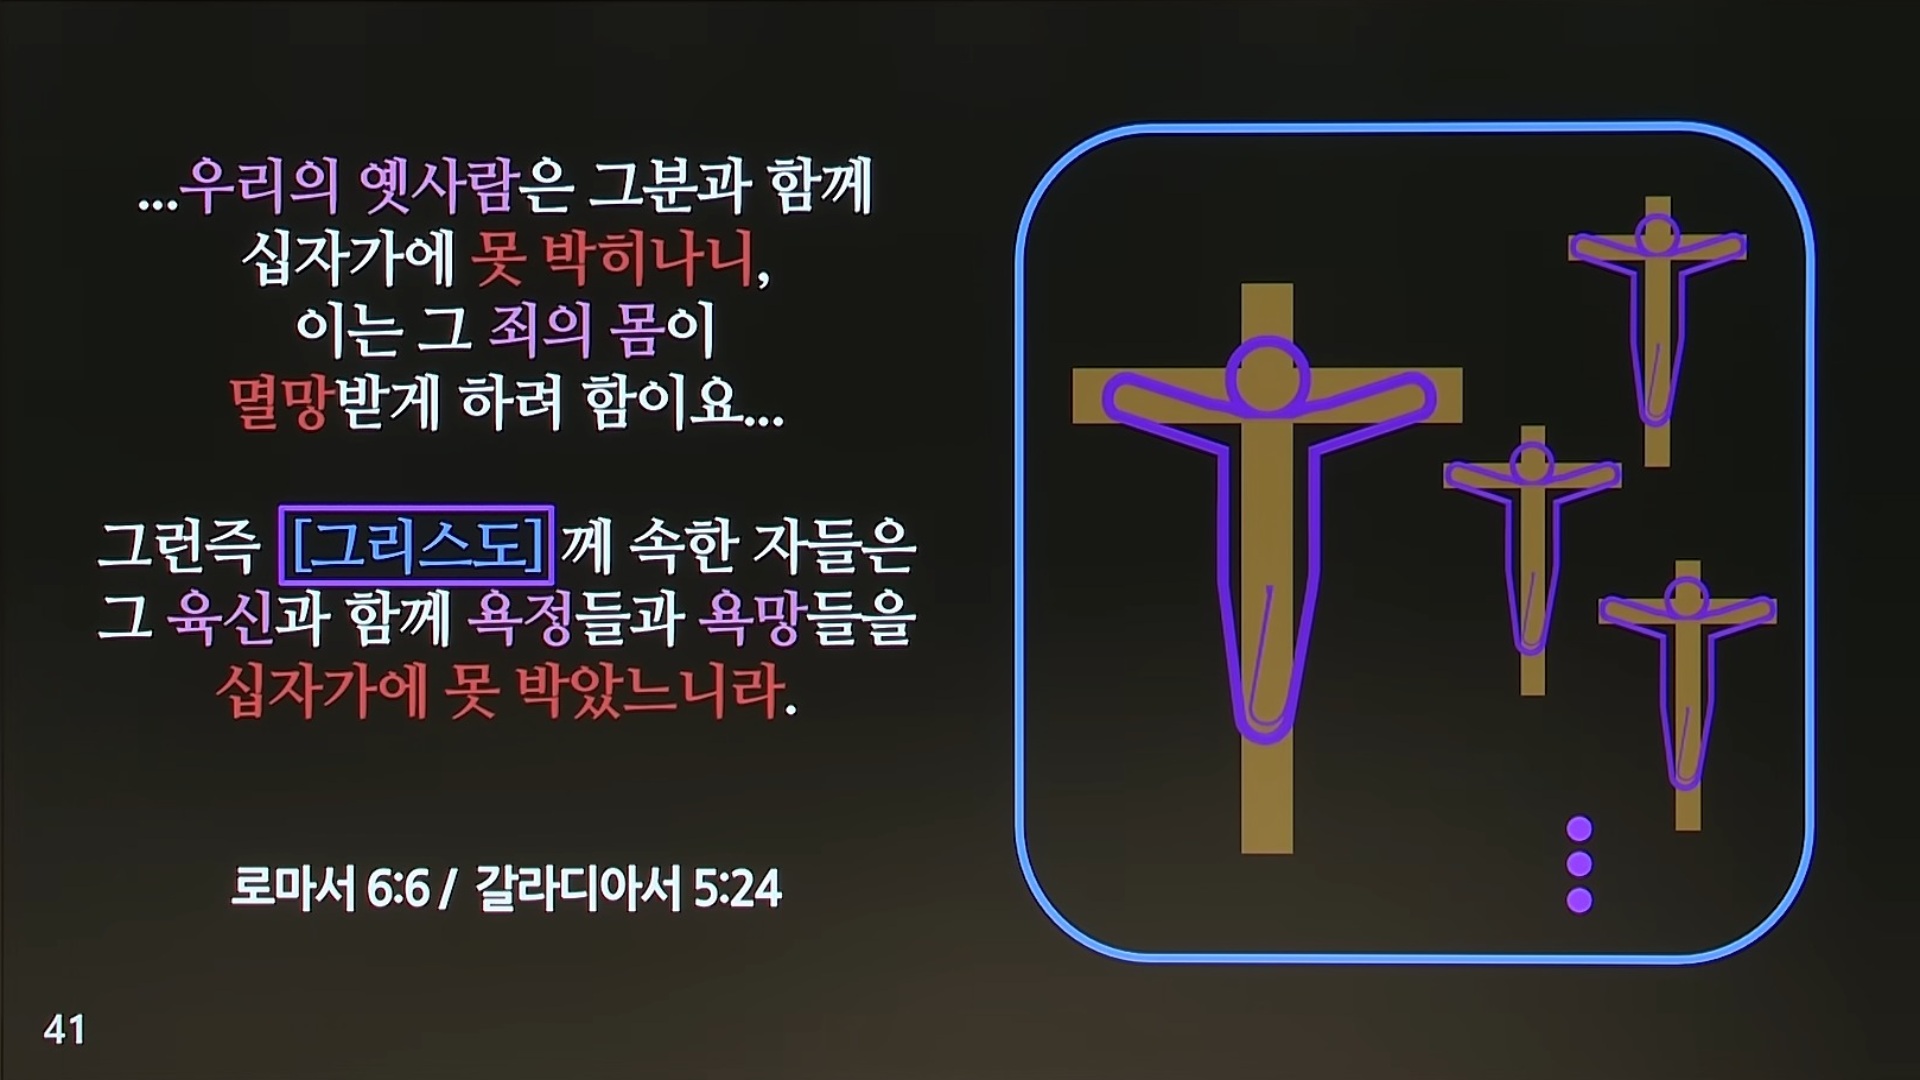 ...우리의 옛사람은 그분과 함께
십자가에 못 박히나니,
이는 그 죄의 몸이
멸망받게 하려 함이요...
그런즉 [그리스도]께 속한 자들은
그 육신과 함께 욕정들과 욕망들을
십자가에 못 박았느니라.
로마서 6:6 / 갈라디아서 5:24
41